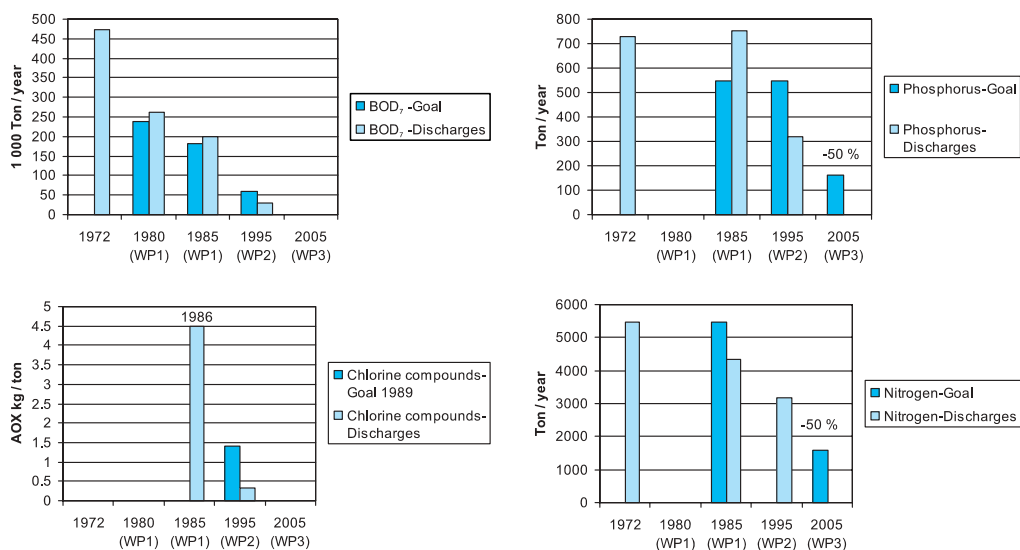 500
450
400
350
300
250
200
150
100
50
0
1 000 Ton / year
1972 1980 1985 1995 2005
(WP1) (WP1) (WP2) (WP3)
BOD₇ -Goal
BOD₇ -Discharges
800
700
600
500
400
300
200
100
0
Ton / year
-50 %
1972 1980 1985 1995 2005
(WP1) (WP1) (WP2) (WP3)
Phosphorus-Goal
Phosphorus-
Discharges
5
4.5
4
3.5
3
2.5
2
1.5
1
0.5
0
AOX kg / ton
1986
1972 1980 1985 1995 2005
(WP1) (WP1) (WP2) (WP3)
Chlorine compounds-
Goal 1989
Chlorine compounds-
Discharges
6000
5000
4000
3000
2000
1000
0
Ton / year
-50 %
1972 1980 1985 1995 2005
(WP1) (WP1) (WP2) (WP3)
Nitrogen-Goal
Nitrogen-Discharges